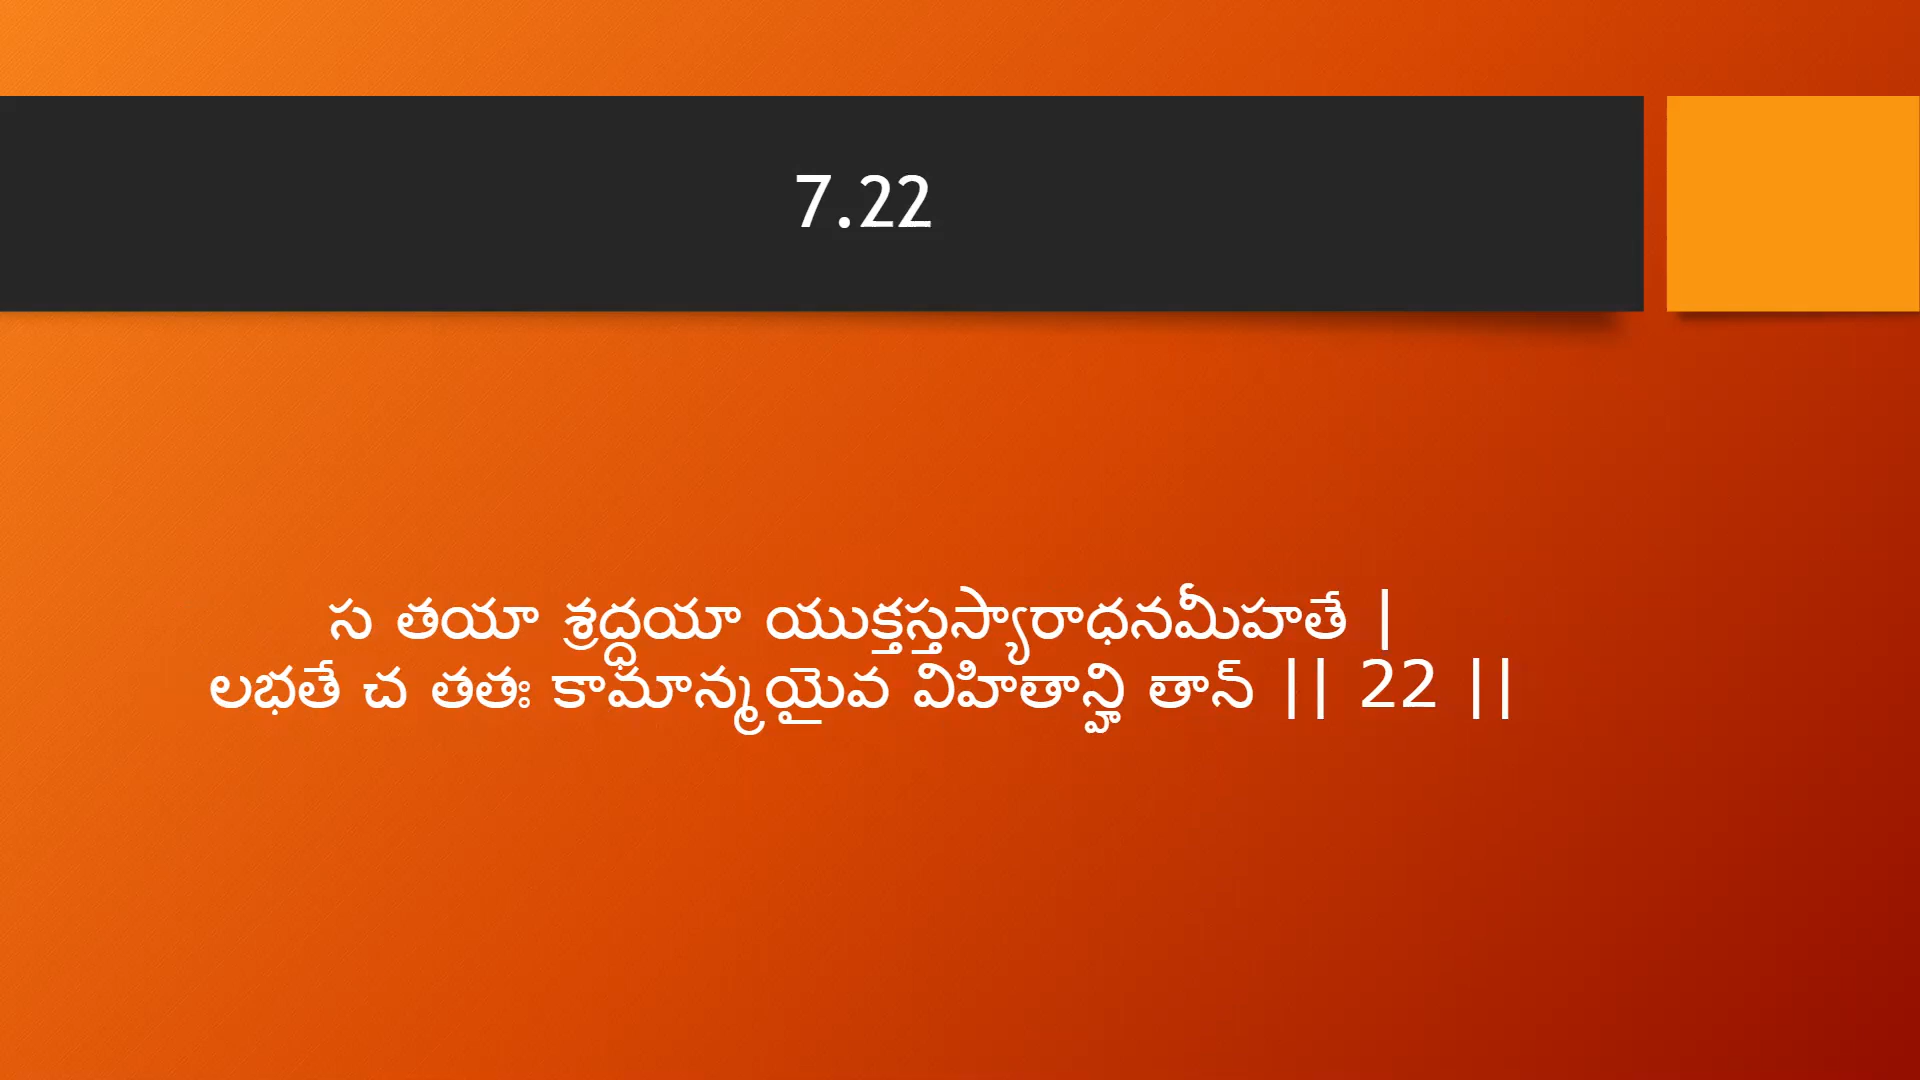 7.22
స తయా శ్రద్ధయా యుక్తస్తస్యారాధనమీహతే |
లభతే చ తతః కామాన్మయైవ విహితాన్హి తాన్ || 22 ||